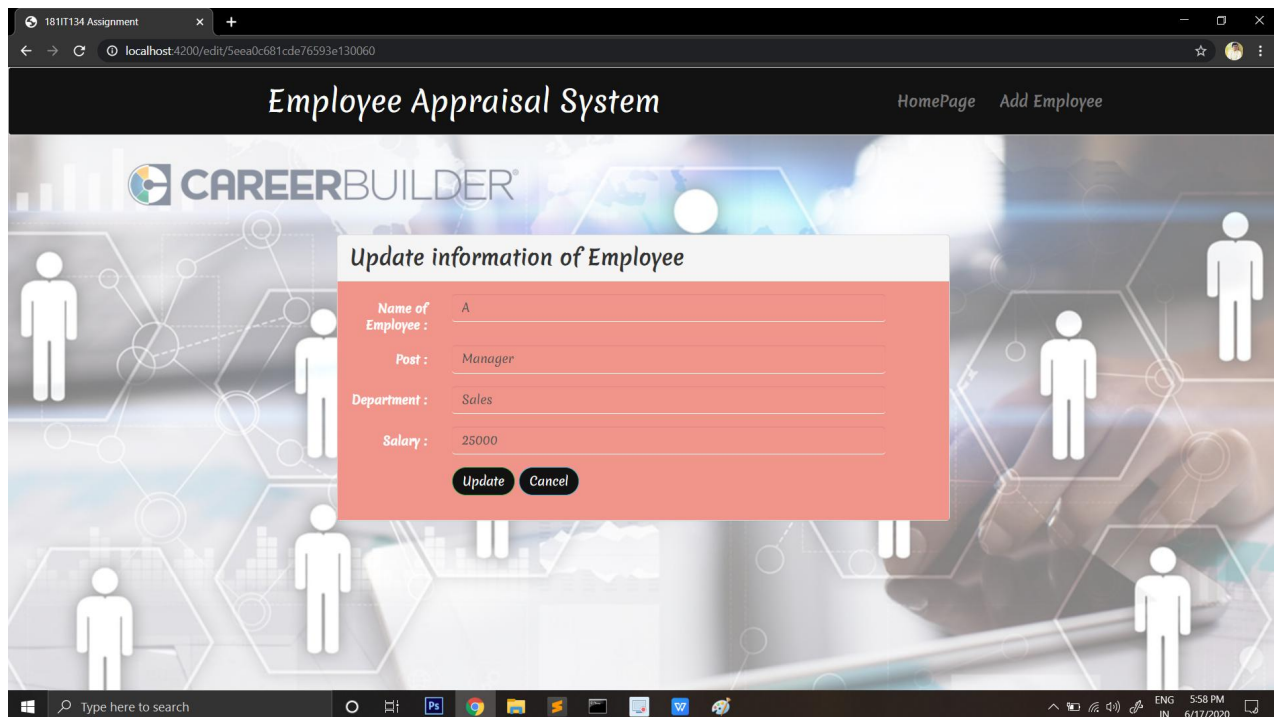 181IT134 Assignment
localhost:4200/edit/5eea0c681cde76593e130060
Employee Appraisal System
HomePage Add Employee
CAREERBUILDER®
Update information of Employee
Name of
Employee :
A
Post :
Manager
Department :
Sales
Salary :
25000
Update Cancel
Type here to search
Ps
W
ENG
IN
5:58 PM
6/17/2020